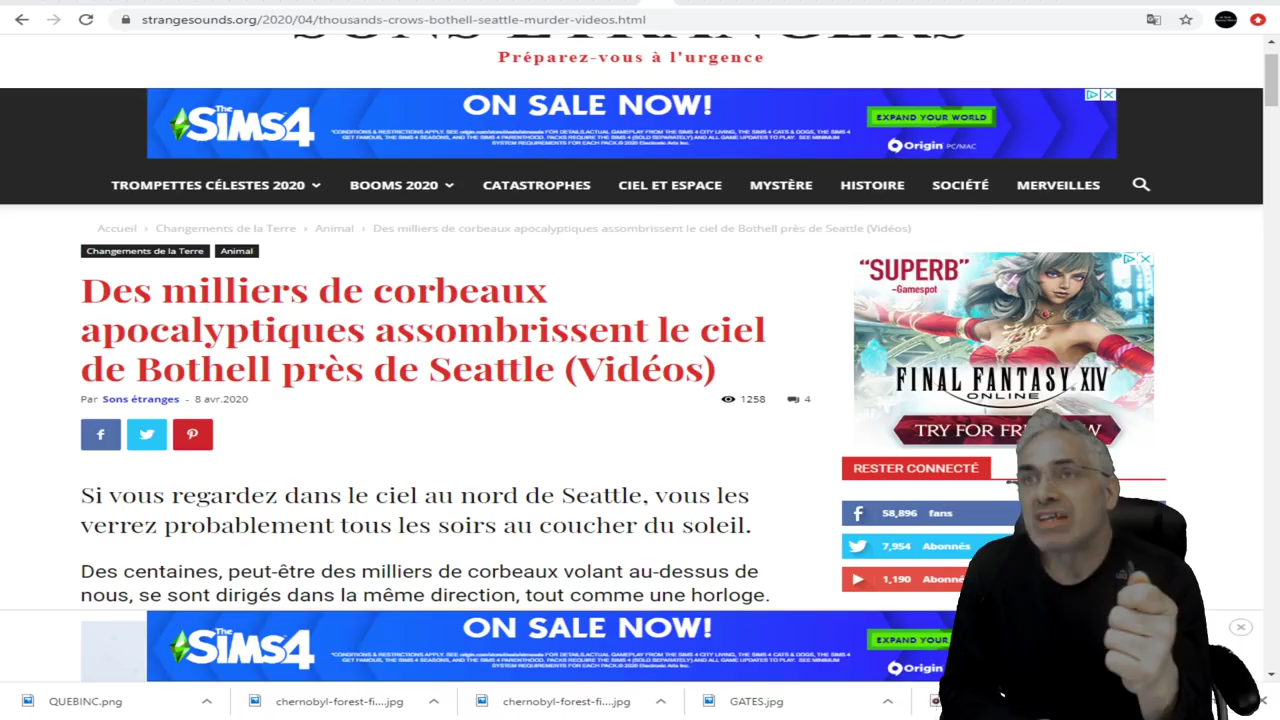 strangesounds.org/2020/04/thousands-crows-bothell-seattle-murder-videos.html
SONS ÉTRANGERS
Préparez-vous à l'urgence
The SIMS4
ON SALE NOW!
EXPAND YOUR WORLD
Origin PC/MAC
TROMPETTES CÉLESTES 2020 BOOMS 2020 CATASTROPHES CIEL ET ESPACE MYSTÈRE HISTOIRE SOCIÉTÉ MERVEILLES
Accueil › Changements de la Terre › Animal › Des milliers de corbeaux apocalyptiques assombrissent le ciel de Bothell près de Seattle (Vidéos)
Changements de la Terre Animal
Des milliers de corbeaux
apocalyptiques assombrissent le ciel
de Bothell près de Seattle (Vidéos)
Par Sons étranges - 8 avr.2020 1258 4
Si vous regardez dans le ciel au nord de Seattle, vous les
verrez probablement tous les soirs au coucher du soleil.
Des centaines, peut-être des milliers de corbeaux volant au-dessus de
nous, se sont dirigés dans la même direction, tout comme une horloge.
“SUPERB”
-Gamespot
FINAL FANTASY XIV
ONLINE
TRY FOR
RESTER CONNECTÉ
58,896 fans
7,954 Abonnés
1,190
The SIMS4
ON SALE NOW!
EXPAND YOUR
Origin
QUEBINC.png chernobyl-forest-fi....jpg chernobyl-forest-fi....jpg GATES.jpg